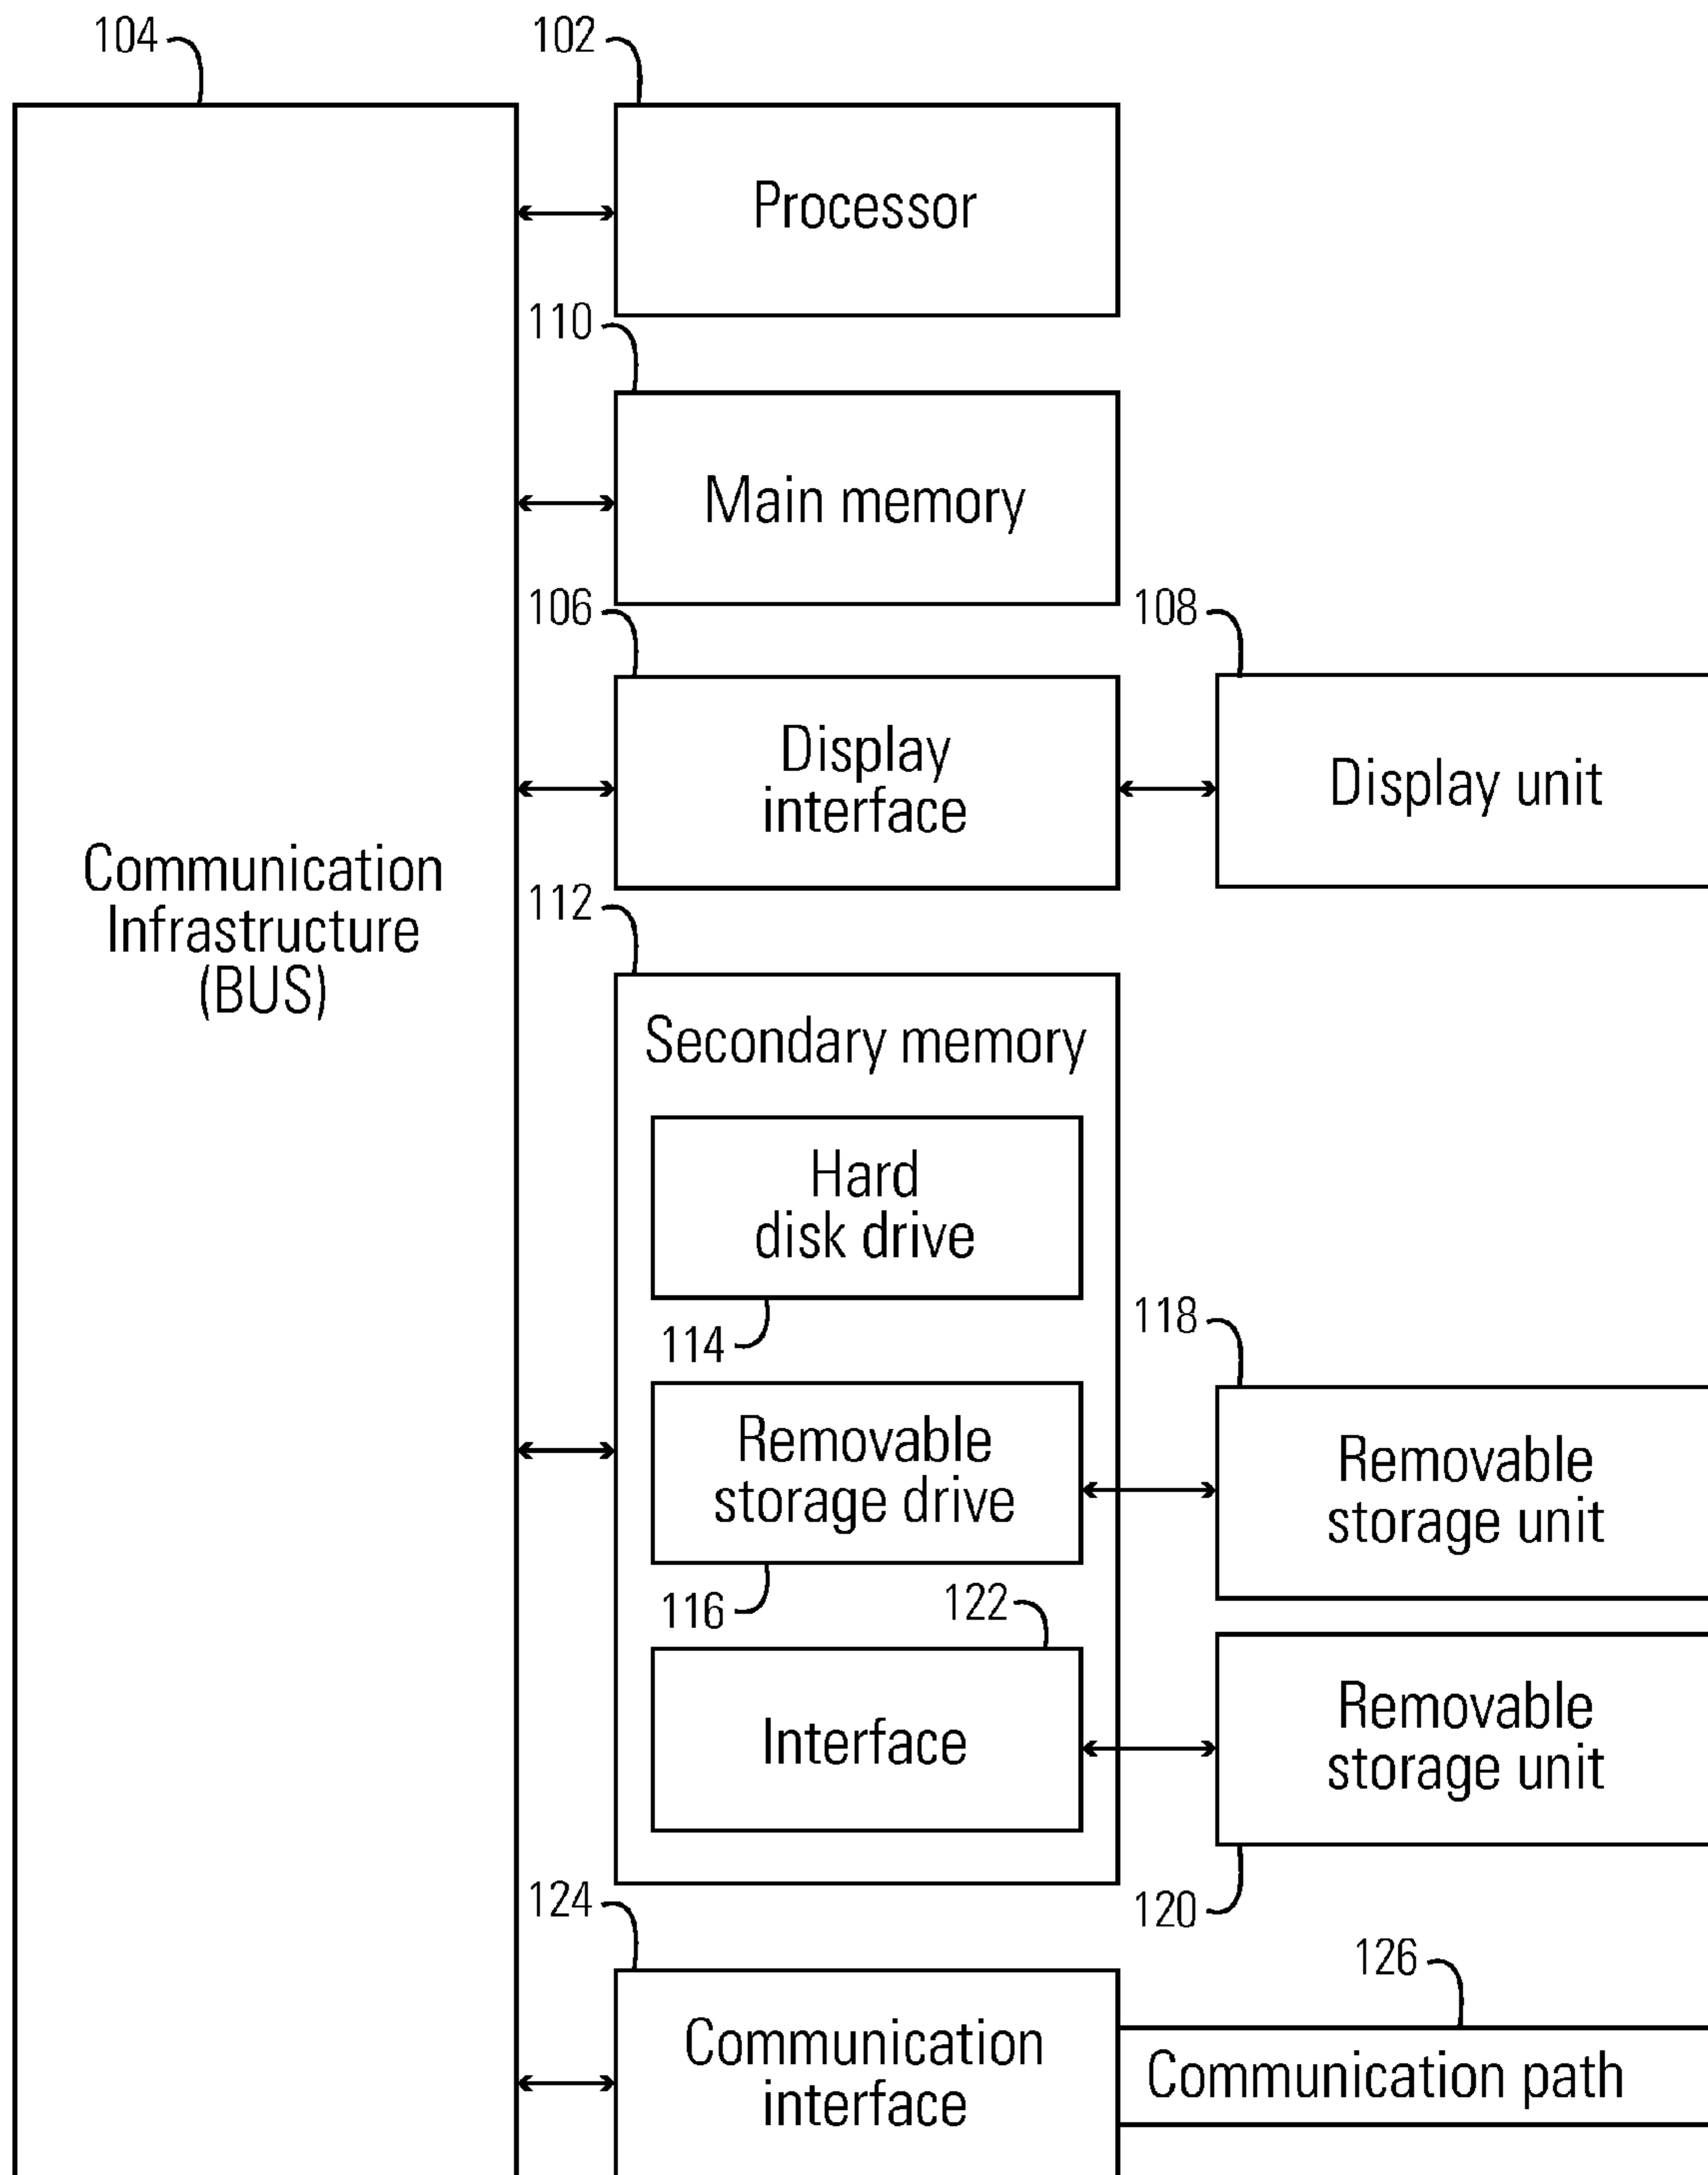 104
102
Processor
110
Main memory
106
108
Display
interface
Display unit
Communication
Infrastructure
(BUS)
112
Secondary memory
Hard
disk drive
114
118
Removable
storage drive
Removable
storage unit
116
122
Interface
Removable
storage unit
120
124
126
Communication
interface
Communication path